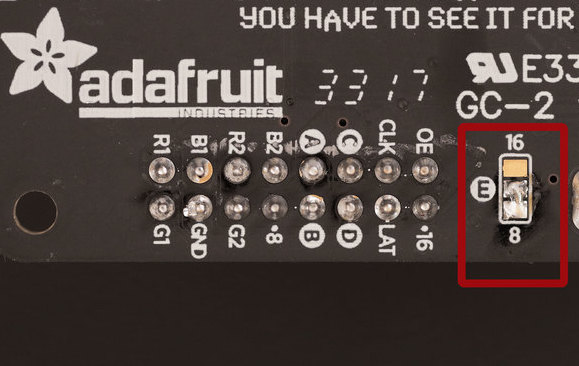 YOU HAVE TO SEE IT FOR
adafruit
INDUSTRIES
3317
E33
GC-2
R1 B1 R2 B2 A C CLK OE
G1 GND G2 *8 B D LAT *16
16
E
8